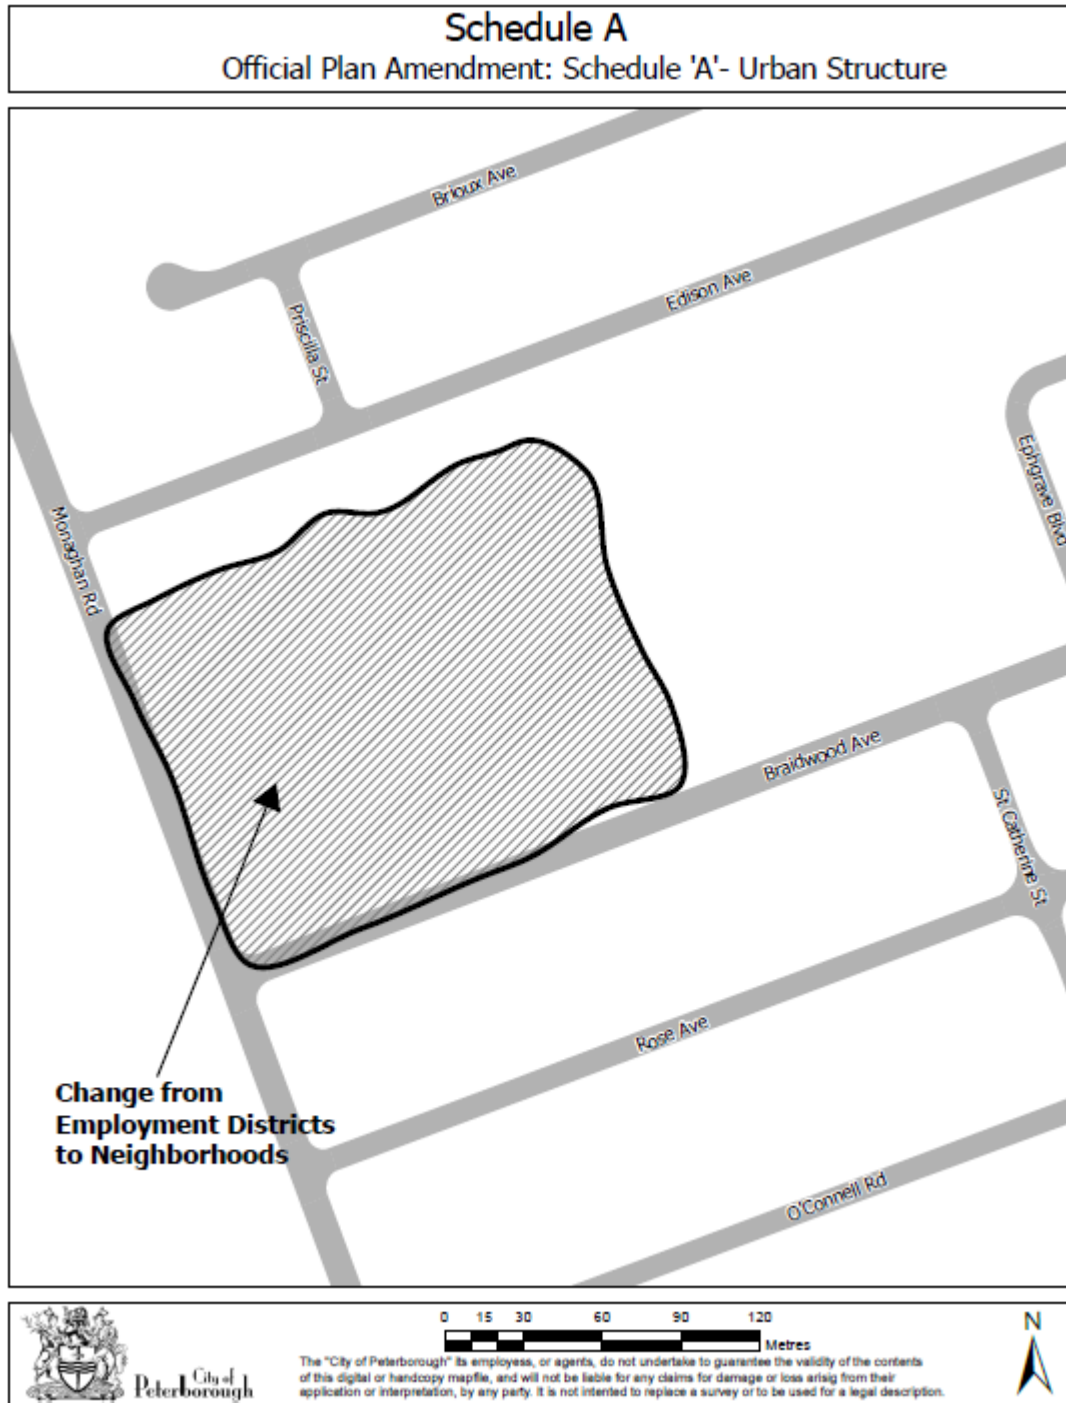 Schedule A
Official Plan Amendment: Schedule 'A'- Urban Structure
Brioux Ave
Edison Ave
Priscilla St
Ephgrave Blvd
Monaghan Rd
Braidwood Ave
St Catherine St
Rose Ave
Change from
Employment Districts
to Neighborhoods
O'Connell Rd
0 15 30 60 90 120
Metres
N
City of
Peterborough
The "City of Peterborough" its employess, or agents, do not undertake to guarantee the validity of the contents
of this digital or handcopy mapfile, and will not be liable for any claims for damage or loss arisig from their
application or interpretation, by any party. It is not intended to replace a survey or to be used for a legal description.